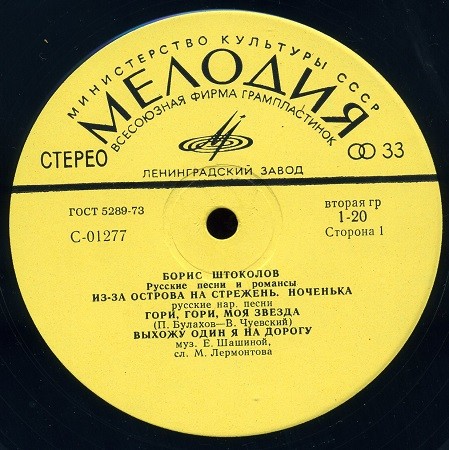 МИНИСТЕРСТВО КУЛЬТУРЫ СССР
МЕЛОДИЯ
ВСЕСОЮЗНАЯ ФИРМА ГРАМПЛАСТИНОК
СТЕРЕО
33
ЛЕНИНГРАДСКИЙ ЗАВОД
ГОСТ 5289-73
вторая гр
1-20
С-01277
Сторона 1
БОРИС ШТОКОЛОВ
Русские песни и романсы
ИЗ-ЗА ОСТРОВА НА СТРЕЖЕНЬ. НОЧЕНЬКА
русские нар. песни
ГОРИ, ГОРИ, МОЯ ЗВЕЗДА
(П. Булахов—В. Чуевский)
ВЫХОЖУ ОДИН Я НА ДОРОГУ
муз. Е. Шашиной,
сл. М. Лермонтова